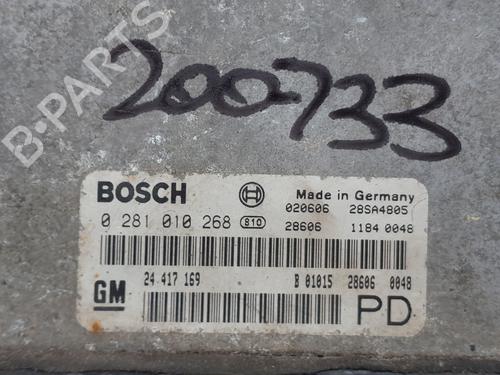 B-PARTS
200733
BOSCH
Made in Germany
0 281 010 268 S10
020606 28SA4805
28606 1184 0048
GM
24 417 169
B 01015 28606 0048
PD